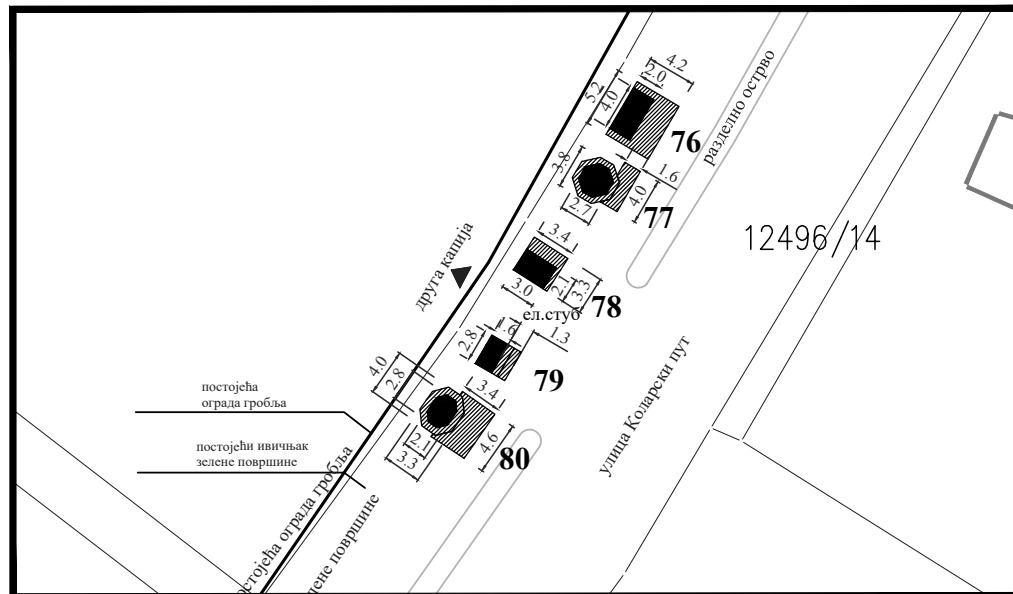 4.2
2.0
5.2
4.0
76
разделно острво
3.8
1.6
4.0
2.7
77
12496/14
3.4
друга капија
3.0
2.1
3.3
78
ел.стуб
1.6
2.8
1.3
79
4.0
2.8
3.4
постојећа
ограда гробља
2.1
3.3
4.6
80
улица Коларски пут
постојећи ивичњак
зелене површине
остојећа ограда гробља
лене површине